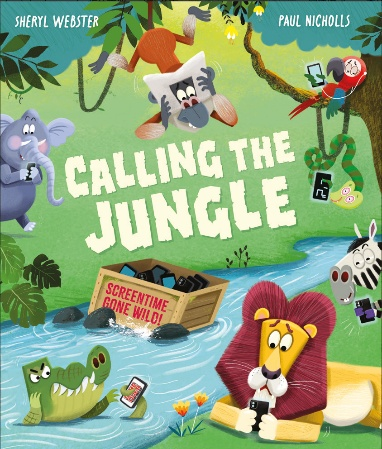 SHERYL WEBSTER
PAUL NICHOLLS
CALLING THE
JUNGLE
SCREENTIME
GONE WILD!